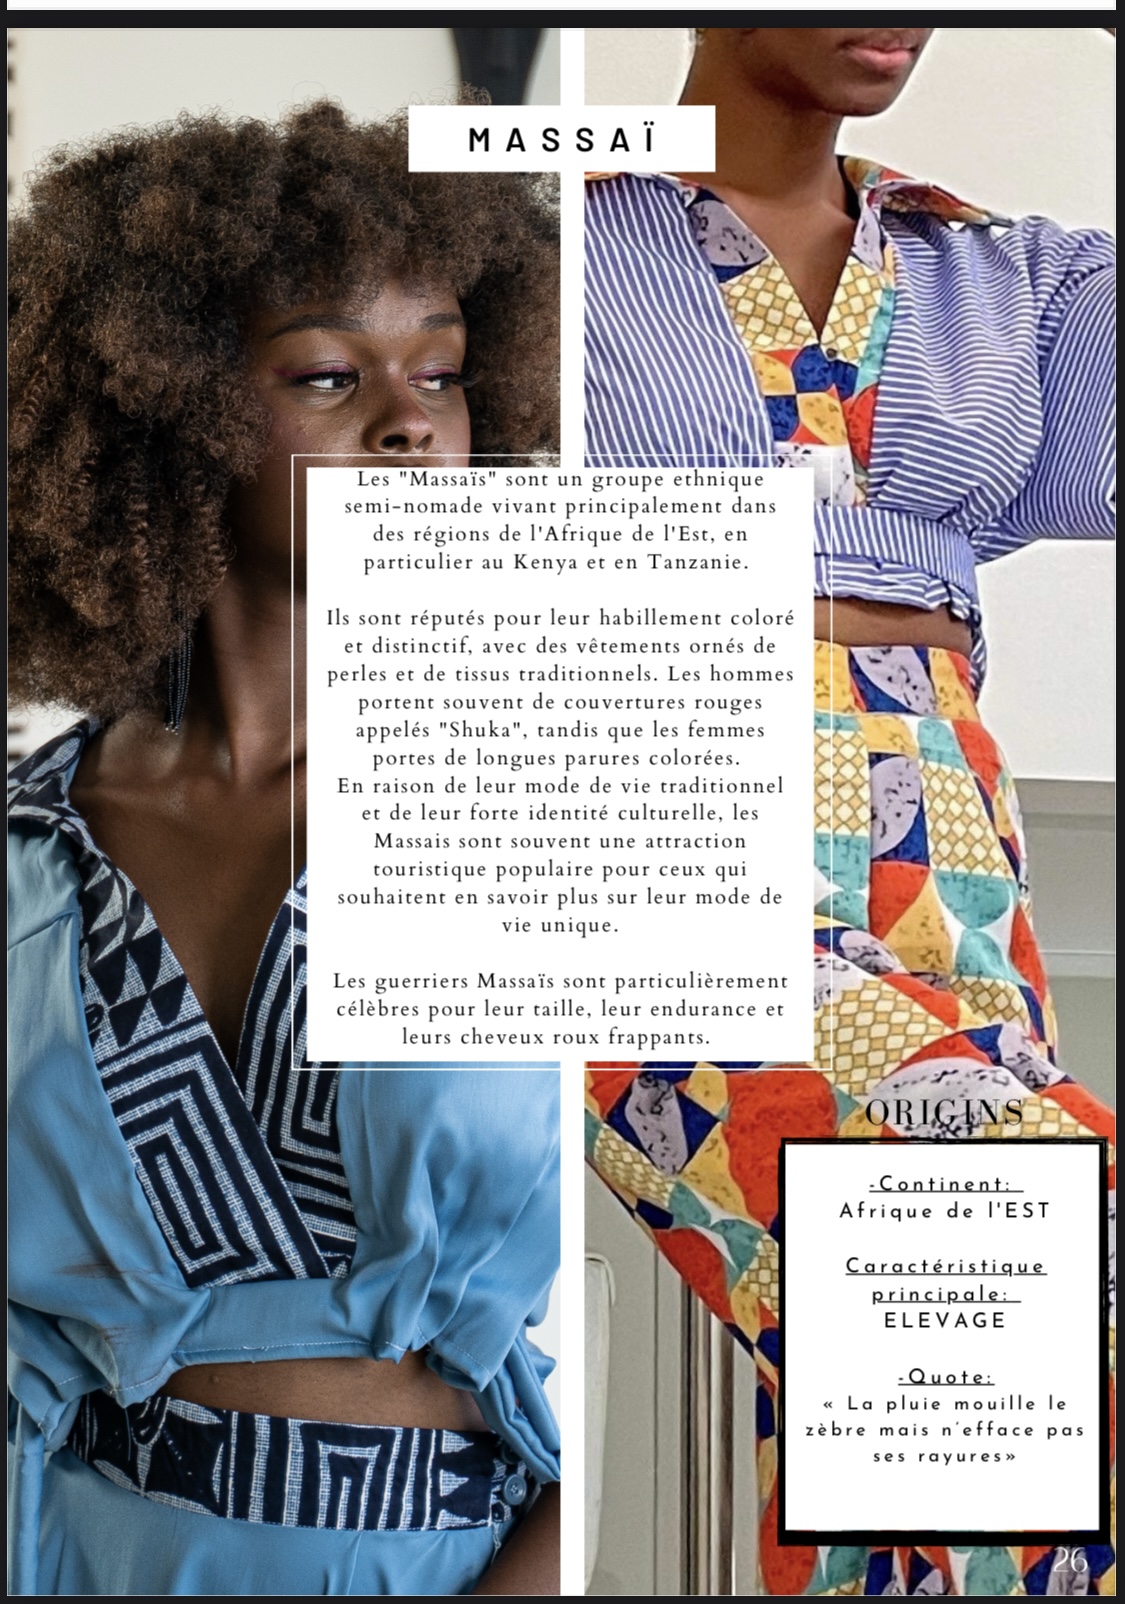 MASSAÏ
Les "Massaïs" sont un groupe ethnique
semi-nomade vivant principalement dans
des régions de l'Afrique de l'Est, en
particulier au Kenya et en Tanzanie.
Ils sont réputés pour leur habillement coloré
et distinctif, avec des vêtements ornés de
perles et de tissus traditionnels. Les hommes
portent souvent de couvertures rouges
appelés "Shuka", tandis que les femmes
portes de longues parures colorées.
En raison de leur mode de vie traditionnel
et de leur forte identité culturelle, les
Massais sont souvent une attraction
touristique populaire pour ceux qui
souhaitent en savoir plus sur leur mode de
vie unique.
Les guerriers Massaïs sont particulièrement
célèbres pour leur taille, leur endurance et
leurs cheveux roux frappants.
ORIGINS
-Continent:
Afrique de l'EST
Caractéristique
principale:
ELEVAGE
-Quote:
« La pluie mouille le
zèbre mais n'efface pas
ses rayures»
26